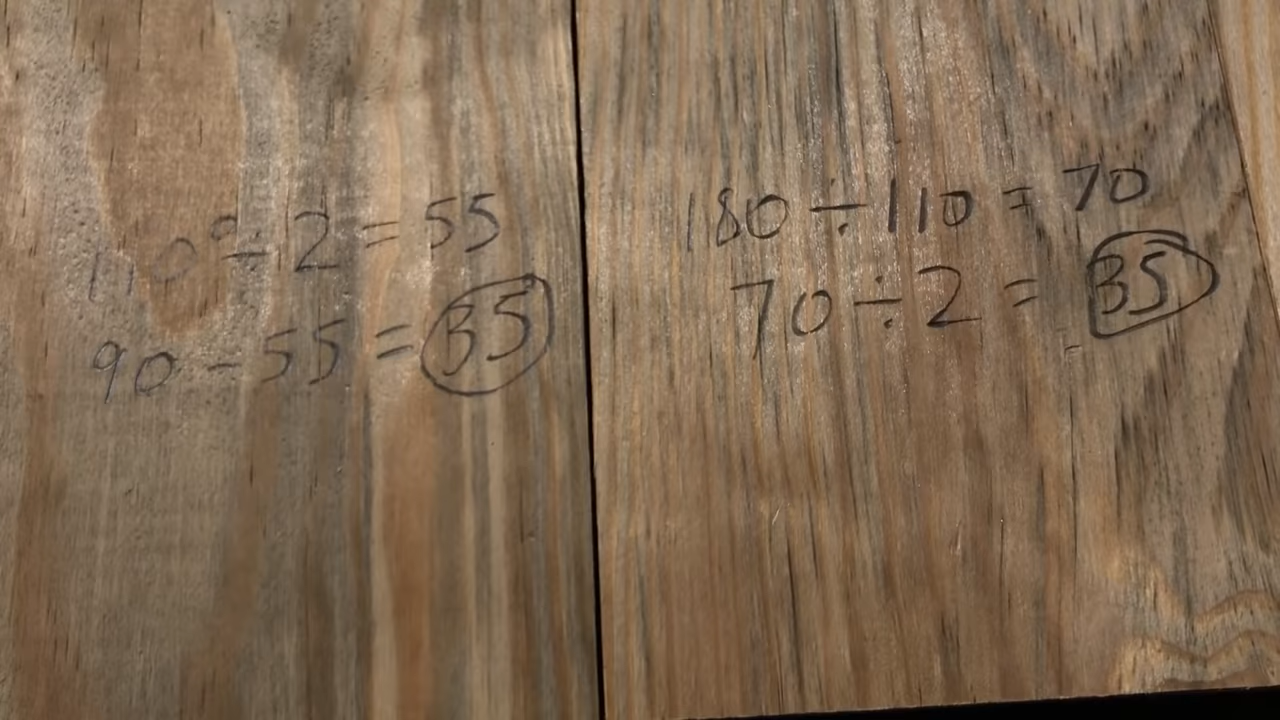 110° ÷ 2 = 55
90 - 55 = 35
180 ÷ 110 = 70
70 ÷ 2 = 35